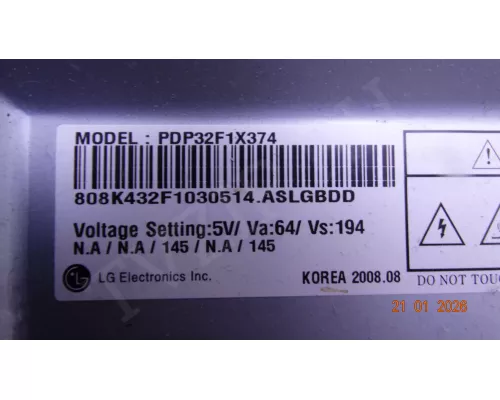 MODEL : PDP32F1X374
808K432F1030514.ASLGBDD
Voltage Setting:5V/ Va:64/ Vs:194
N.A / N.A / 145 / N.A / 145
LG LG Electronics Inc.
KOREA 2008.08
DO NOT TOUC
21 01 2026